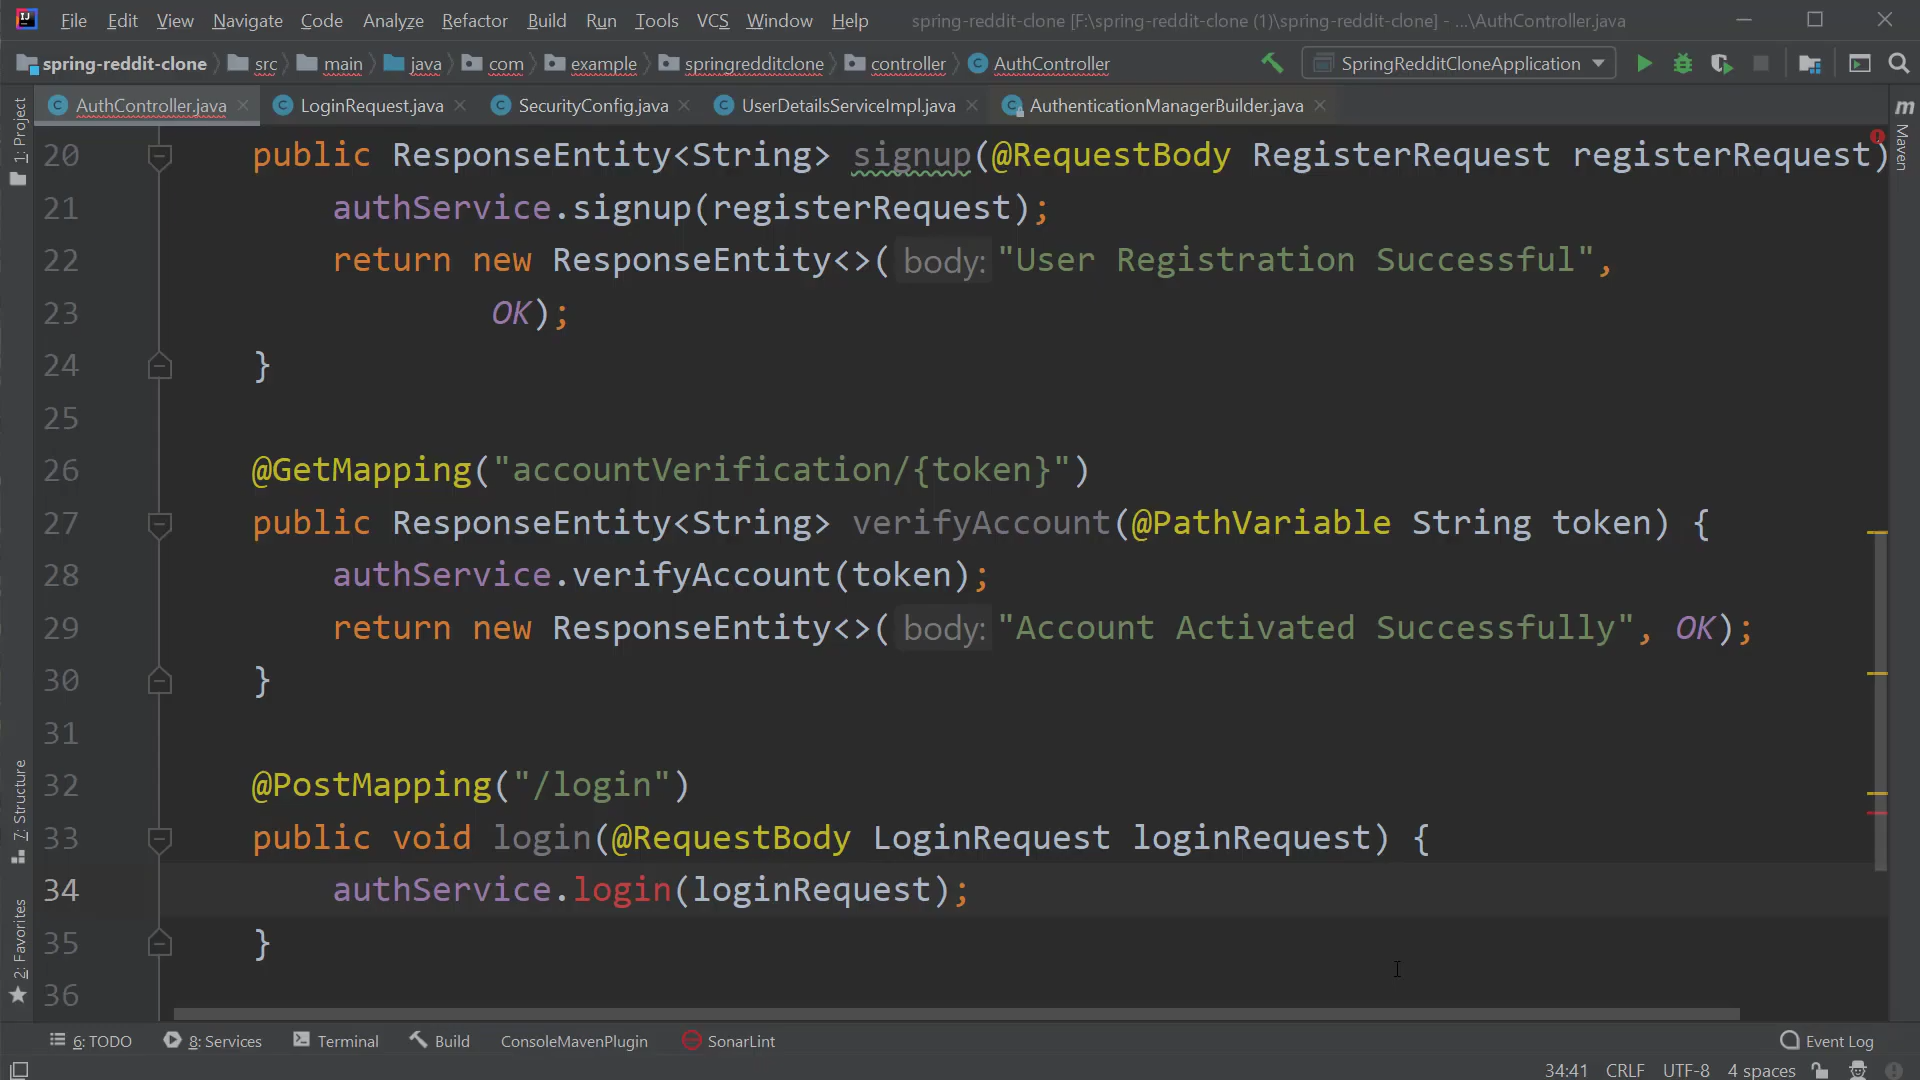 File Edit View Navigate Code Analyze Refactor Build Run Tools VCS Window Help spring-reddit-clone [F:\spring-reddit-clone (1)\spring-reddit-clone] - ...\AuthController.java
spring-reddit-clone src main java com example springredditclone controller AuthController SpringRedditCloneApplication
AuthController.java LoginRequest.java SecurityConfig.java UserDetailsServiceImpl.java AuthenticationManagerBuilder.java
1: Project
Maven
20 public ResponseEntity<String> signup(@RequestBody RegisterRequest registerRequest)
21 authService.signup(registerRequest);
22 return new ResponseEntity<>( body: "User Registration Successful",
23 OK);
24 }
25
26 @GetMapping("accountVerification/{token}")
27 public ResponseEntity<String> verifyAccount(@PathVariable String token) {
28 authService.verifyAccount(token);
29 return new ResponseEntity<>( body: "Account Activated Successfully", OK);
30 }
31
32 @PostMapping("/login")
33 public void login(@RequestBody LoginRequest loginRequest) {
34 authService.login(loginRequest);
35 }
36
7: Structure
2: Favorites
6: TODO 8: Services Terminal Build ConsoleMavenPlugin SonarLint Event Log
34:41 CRLF UTF-8 4 spaces